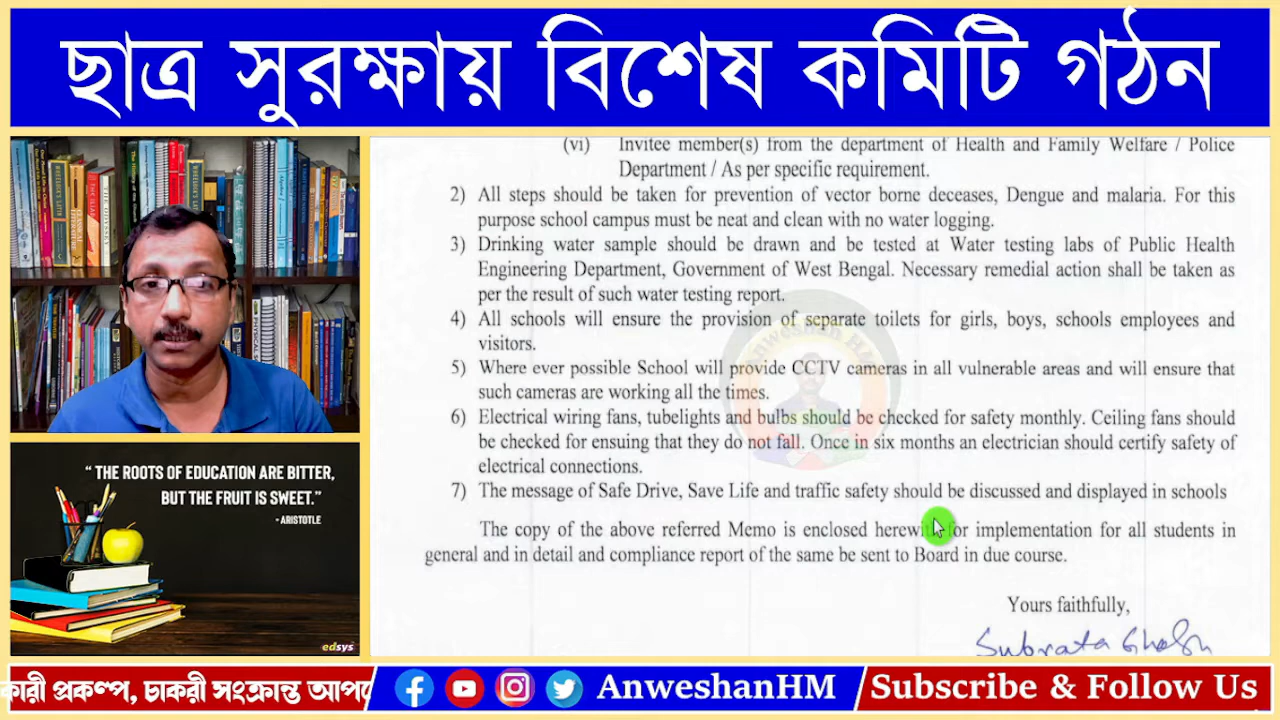 ছাত্র সুরক্ষায় বিশেষ কমিটি গঠন
(vi) Invitee member(s) from the department of Health and Family Welfare / Police
Department / As per specific requirement.
2) All steps should be taken for prevention of vector borne deceases, Dengue and malaria. For this
purpose school campus must be neat and clean with no water logging.
3) Drinking water sample should be drawn and be tested at Water testing labs of Public Health
Engineering Department, Government of West Bengal. Necessary remedial action shall be taken as
per the result of such water testing report.
4) All schools will ensure the provision of separate toilets for girls, boys, schools employees and
visitors.
5) Where ever possible School will provide CCTV cameras in all vulnerable areas and will ensure that
such cameras are working all the times.
6) Electrical wiring fans, tubelights and bulbs should be checked for safety monthly. Ceiling fans should
be checked for ensuing that they do not fall. Once in six months an electrician should certify safety of
electrical connections.
7) The message of Safe Drive, Save Life and traffic safety should be discussed and displayed in schools
The copy of the above referred Memo is enclosed herewith for implementation for all students in
general and in detail and compliance report of the same be sent to Board in due course.
Yours faithfully,
Subrata Ghosh
“ THE ROOTS OF EDUCATION ARE BITTER,
BUT THE FRUIT IS SWEET.”
- ARISTOTLE
edsys
কারী প্রকল্প, চাকরী সংক্রান্ত
AnweshanHM
Subscribe & Follow Us